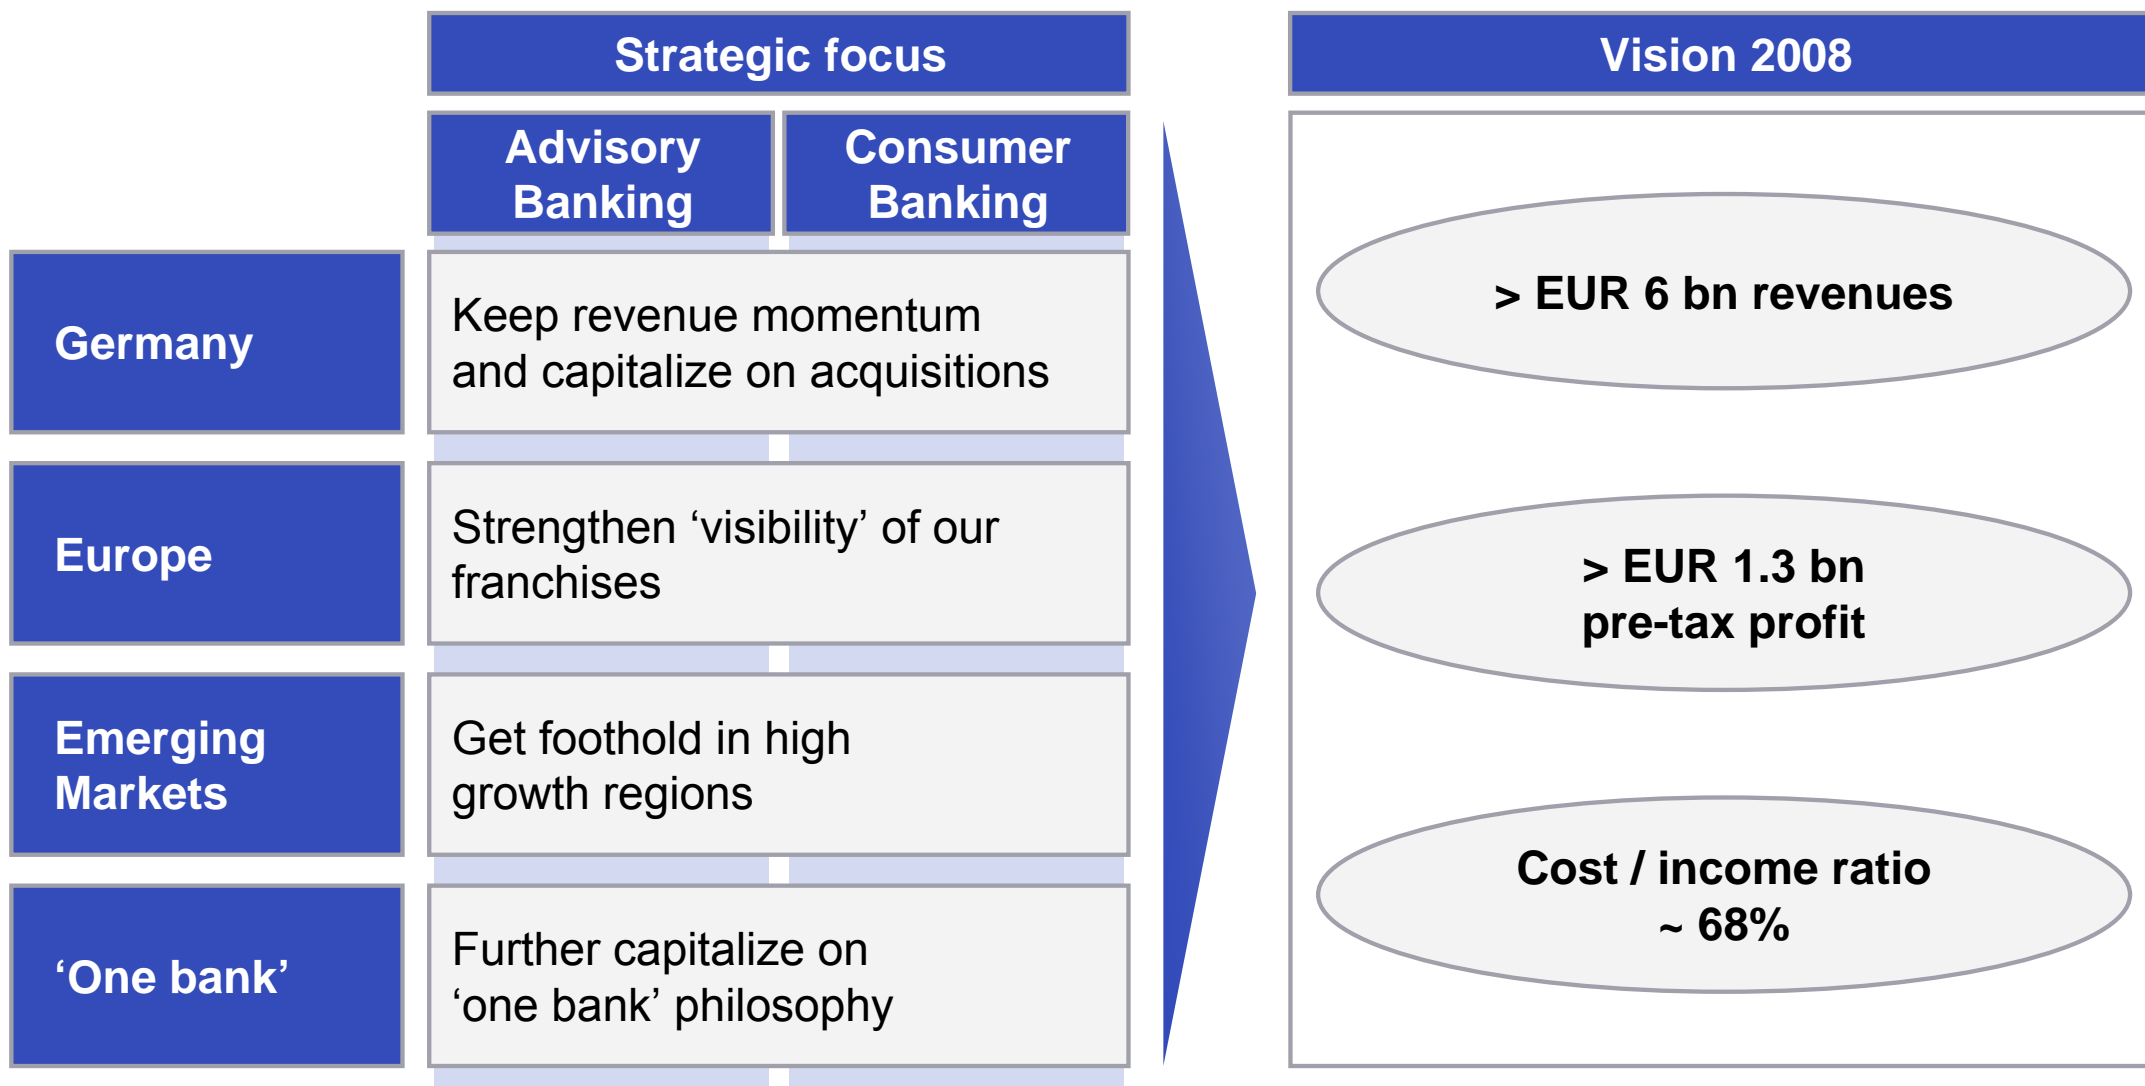 Strategic focus
Vision 2008
Advisory
Banking
Consumer
Banking
Germany
Keep revenue momentum
and capitalize on acquisitions
Europe
Strengthen ‘visibility’ of our
franchises
Emerging
Markets
Get foothold in high
growth regions
‘One bank’
Further capitalize on
‘one bank’ philosophy
> EUR 6 bn revenues
> EUR 1.3 bn
pre-tax profit
Cost / income ratio
~ 68%